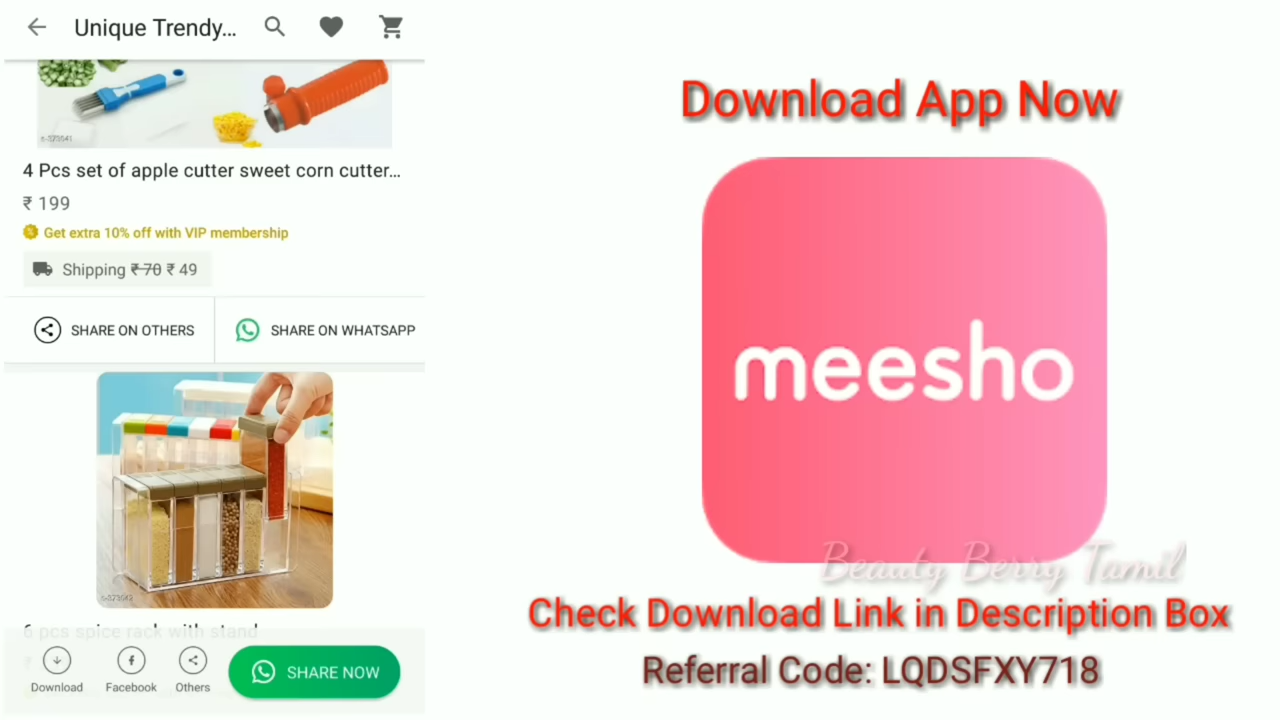 Unique Trendy...
4 Pcs set of apple cutter sweet corn cutter...
₹ 199
Get extra 10% off with VIP membership
Shipping ₹ 70 ₹ 49
SHARE ON OTHERS
SHARE ON WHATSAPP
6 pcs spice rack with stand
Download
Facebook
Others
SHARE NOW
Download App Now
meesho
Beauty Berry Tamil
Check Download Link in Description Box
Referral Code: LQDSFXY718